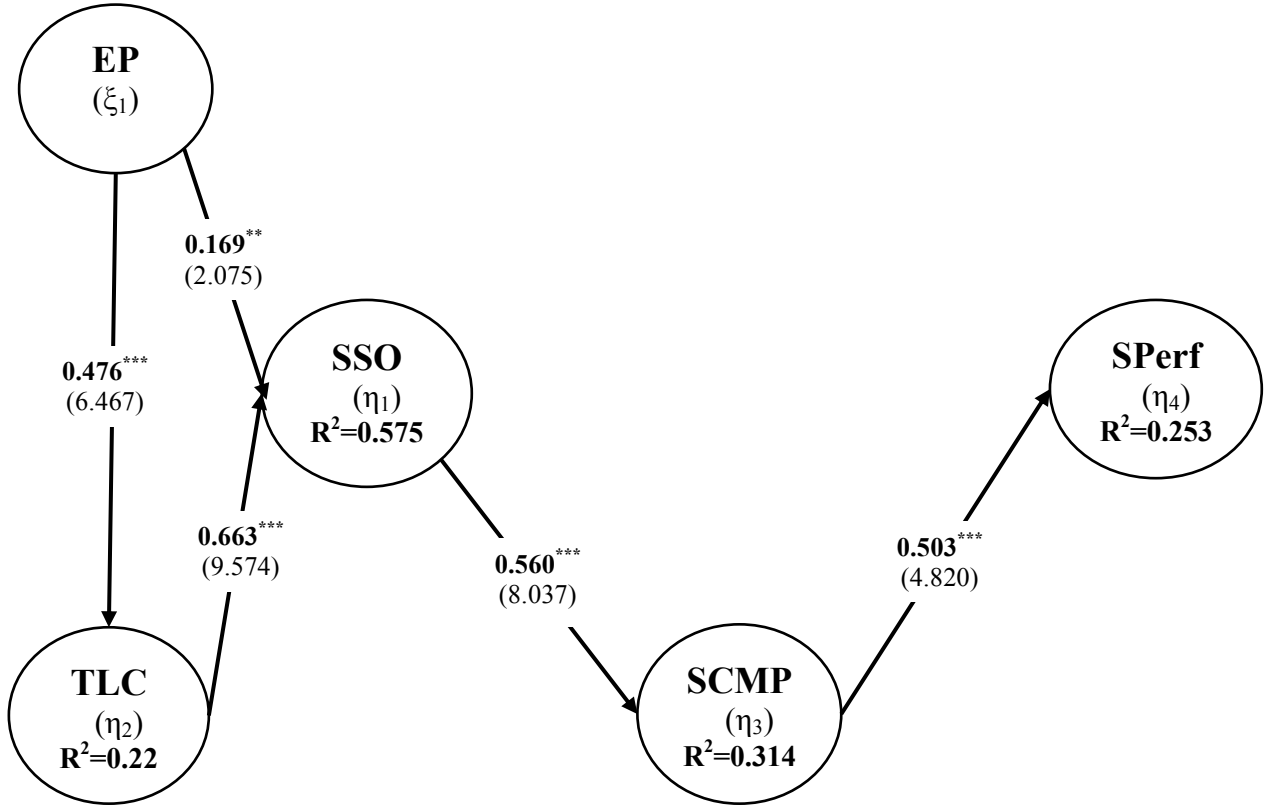 EP
(ξ₁)
0.169**
(2.075)
0.476***
(6.467)
SSO
(η₁)
R²=0.575
SPerf
(η₄)
R²=0.253
0.663***
(9.574)
0.560***
(8.037)
0.503***
(4.820)
TLC
(η₂)
R²=0.22
SCMP
(η₃)
R²=0.314